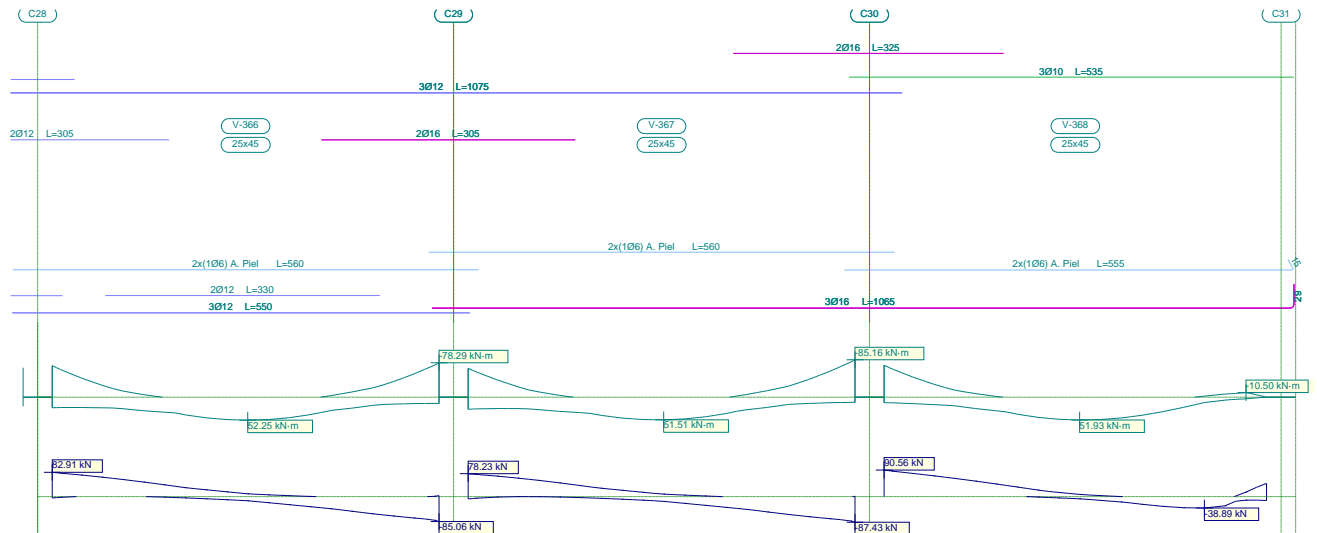 C28
C29
C30
C31
2Ø16 L=325
3Ø10 L=535
3Ø12 L=1075
V-366
V-367
V-368
2Ø12 L=305
25x45
2Ø16 L=305
25x45
25x45
2x(1Ø6) A. Piel L=560
2x(1Ø6) A. Piel L=560
2x(1Ø6) A. Piel L=555
15
2Ø12 L=330
29
3Ø12 L=550
3Ø16 L=1065
-78.29 kN·m
-85.16 kN·m
-10.50 kN·m
52.25 kN·m
51.51 kN·m
51.93 kN·m
82.91 kN
78.23 kN
90.56 kN
-85.06 kN
-87.43 kN
-38.89 kN